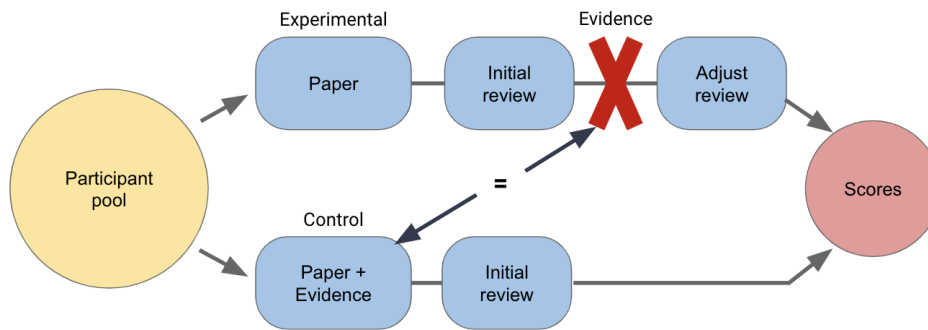 Experimental
Evidence
Paper
Initial
review
Adjust
review
Participant
pool
=
Scores
Control
Paper +
Evidence
Initial
review